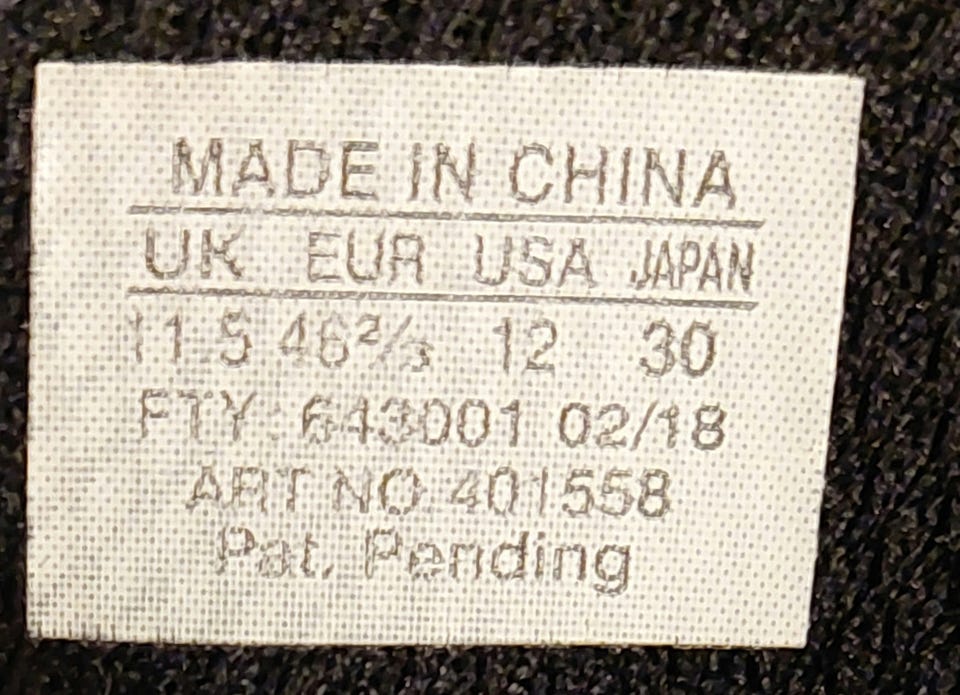 MADE IN CHINA
UK EUR USA JAPAN
11.5 46⅔ 12 30
FTY: 643001 02/18
ART NO 401558
Pat. Pending